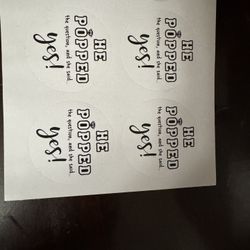 HE
POPPED
the question, and she said...
yes!
HE
POPPED
the question, and she said...
yes!
HE
POPPED
the question, and she said...
yes!
HE
POPPED
the question, and she said...
yes!